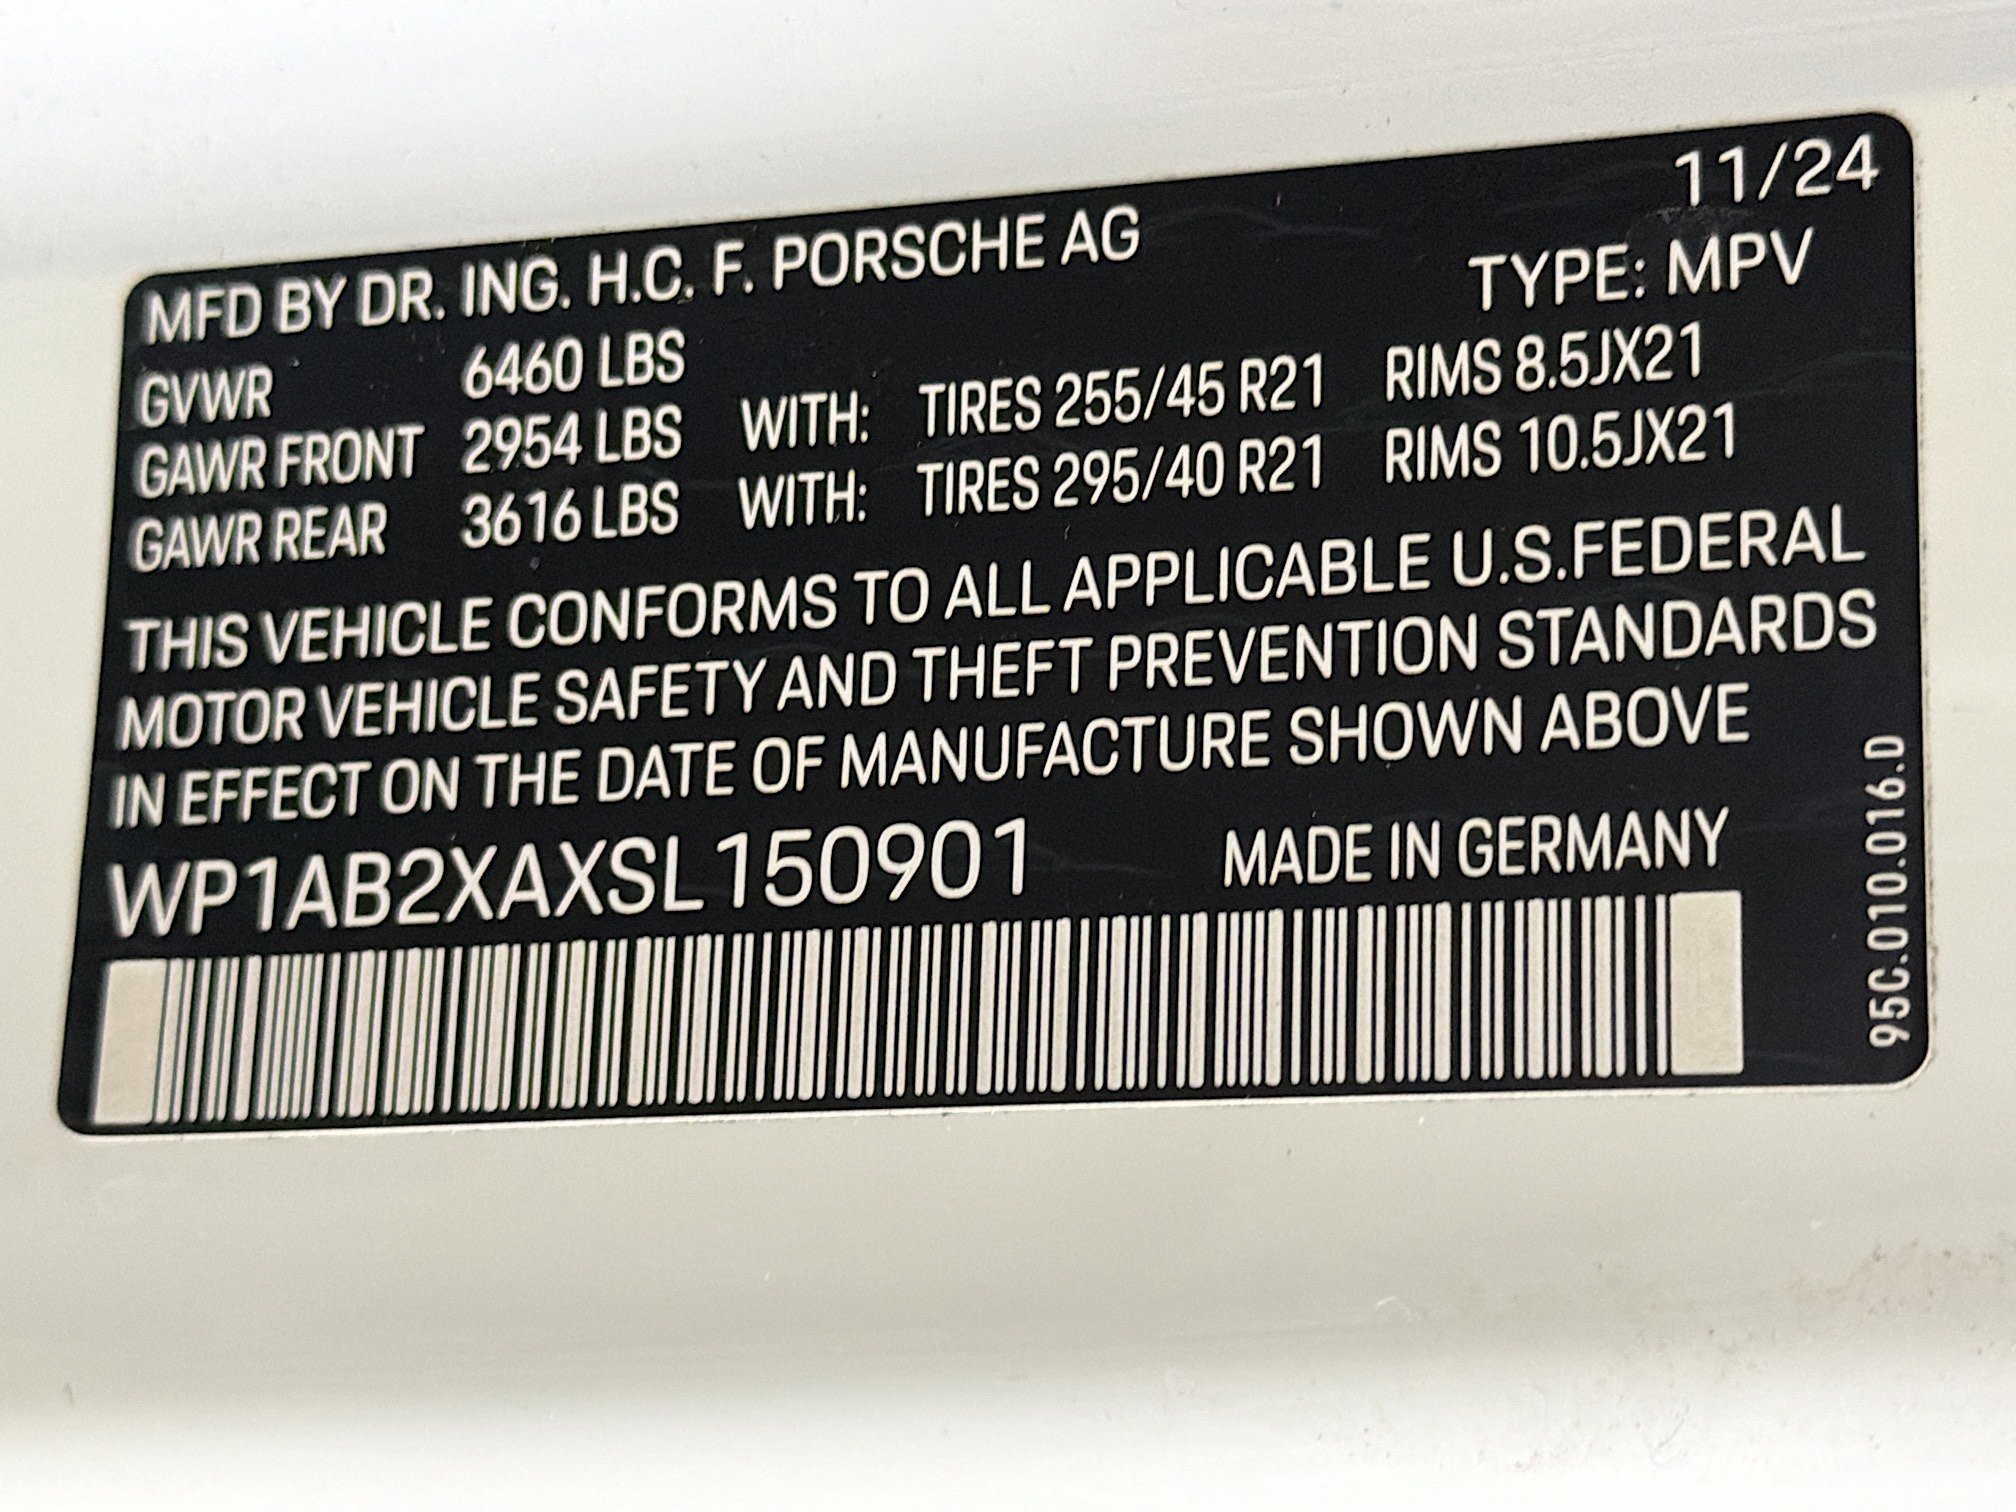 11/24
MFD BY DR. ING. H.C. F. PORSCHE AG
TYPE: MPV
GVWR 6460 LBS
GAWR FRONT 2954 LBS WITH: TIRES 255/45 R21 RIMS 8.5JX21
GAWR REAR 3616 LBS WITH: TIRES 295/40 R21 RIMS 10.5JX21
THIS VEHICLE CONFORMS TO ALL APPLICABLE U.S.FEDERAL
MOTOR VEHICLE SAFETY AND THEFT PREVENTION STANDARDS
IN EFFECT ON THE DATE OF MANUFACTURE SHOWN ABOVE
WP1AB2XAXSL150901 MADE IN GERMANY
95C.010.016.D